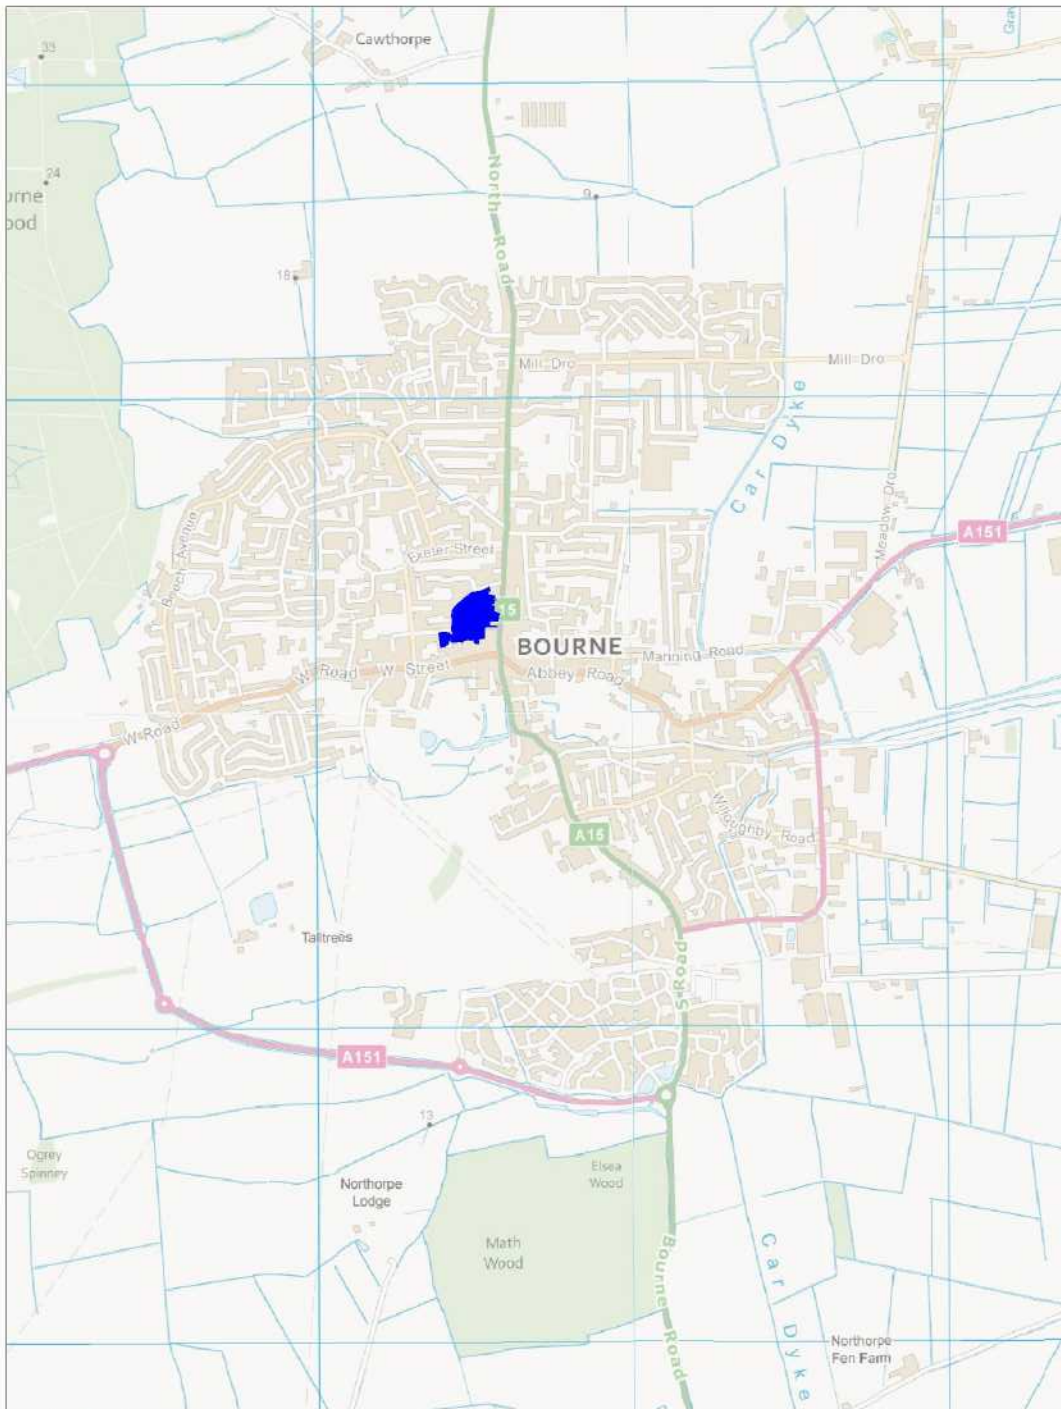 33
Cawthorpe
Gra
24
urne
ood
North Road
9
18
Mill Dro
Mill Dro
Car Dyke
Meadow Dro
Beech Avenue
Exeter Street
A151
15
BOURNE
Manning Road
W Road
W Street
Abbey Road
W Road
Willoughby Road
A15
Talltrees
S Road
A151
13
Ogrey
Spinney
Elsea
Wood
Northorpe
Lodge
Math
Wood
Bourne Road
Car Dyke
Northorpe
Fen Farm